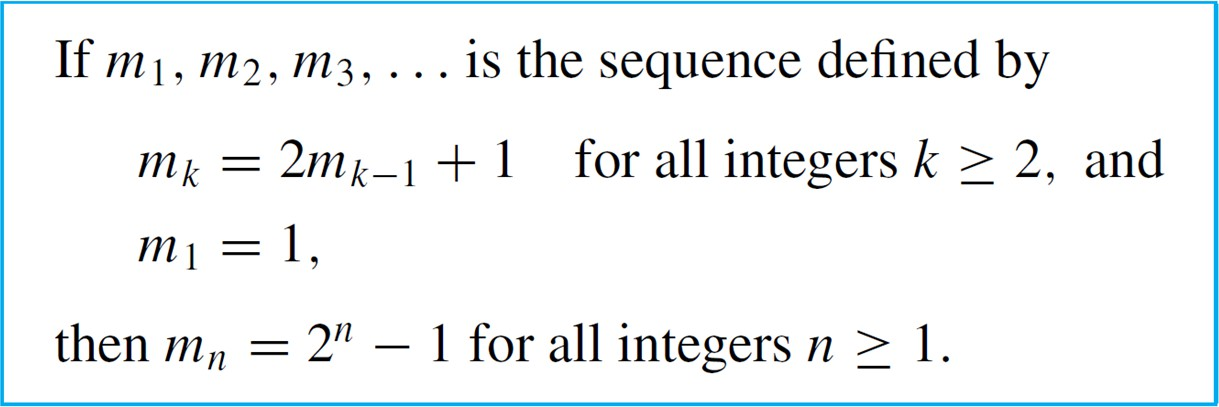 If m₁, m₂, m₃, . . . is the sequence defined by
mₖ = 2mₖ₋₁ + 1 for all integers k ≥ 2, and
m₁ = 1,
then mₙ = 2ⁿ − 1 for all integers n ≥ 1.